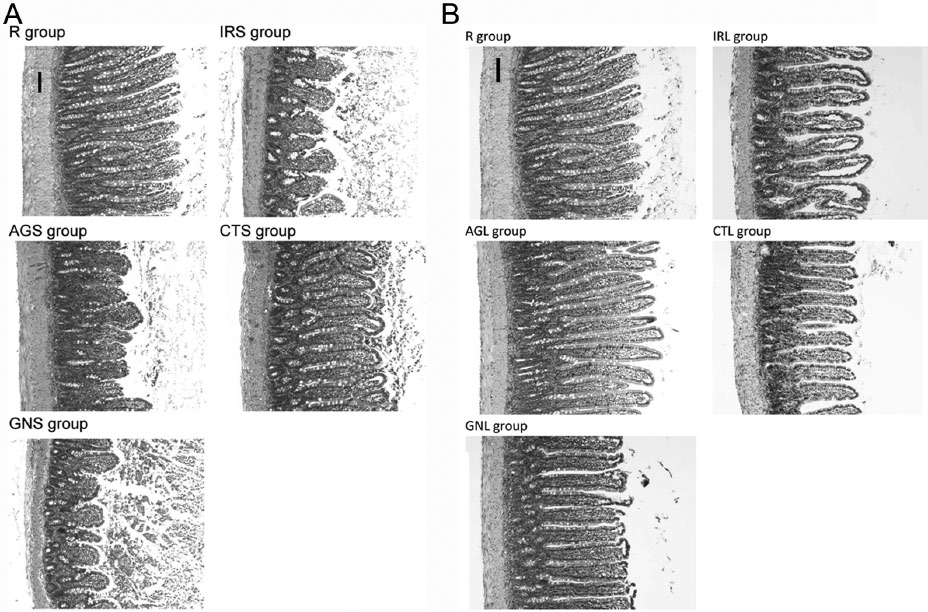 A
R group
IRS group
AGS group
CTS group
GNS group
B
R group
IRL group
AGL group
CTL group
GNL group